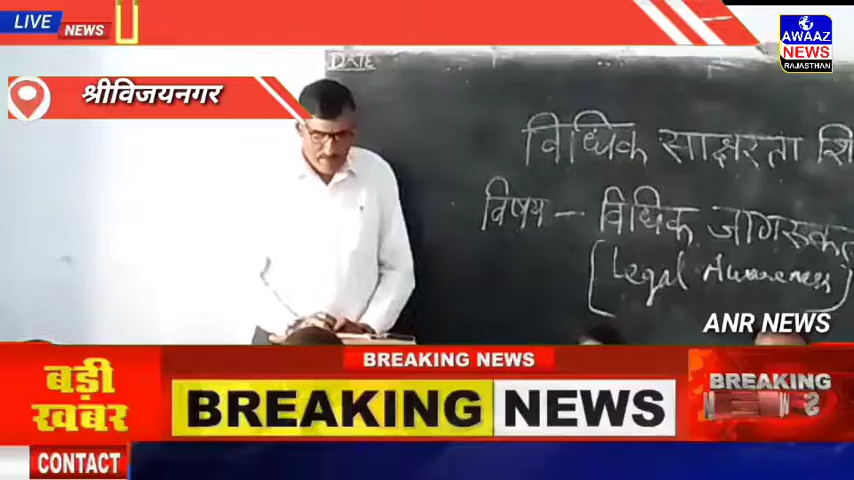 LIVE
NEWS
AWAAZ
NEWS
RAJASTHAN
DATE
श्रीविजयनगर
विधिक साक्षरता शि
विषय – विधिक जागरूकत
(Legal Awareness)
ANR NEWS
बड़ी
खबर
BREAKING NEWS
BREAKING NEWS
BREAKING
CONTACT